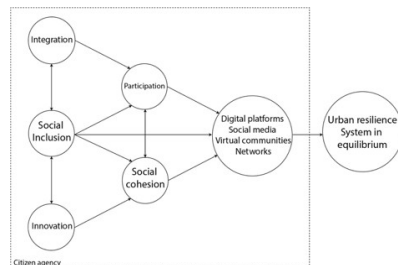 Integration
Participation
Social
Inclusion
Digital platforms
Social media
Virtual communities
Networks
Urban resilience
System in
equilibrium
Social
cohesion
Innovation
Citizen agency